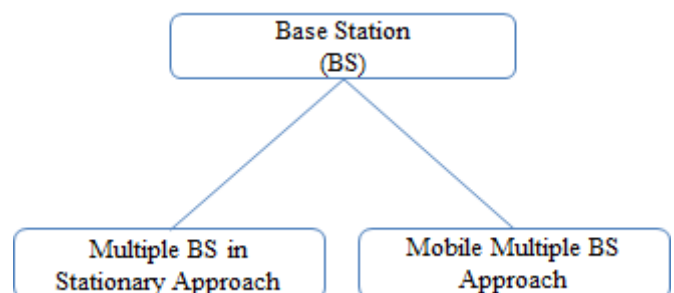 Base Station
(BS)
Multiple BS in
Stationary Approach
Mobile Multiple BS
Approach